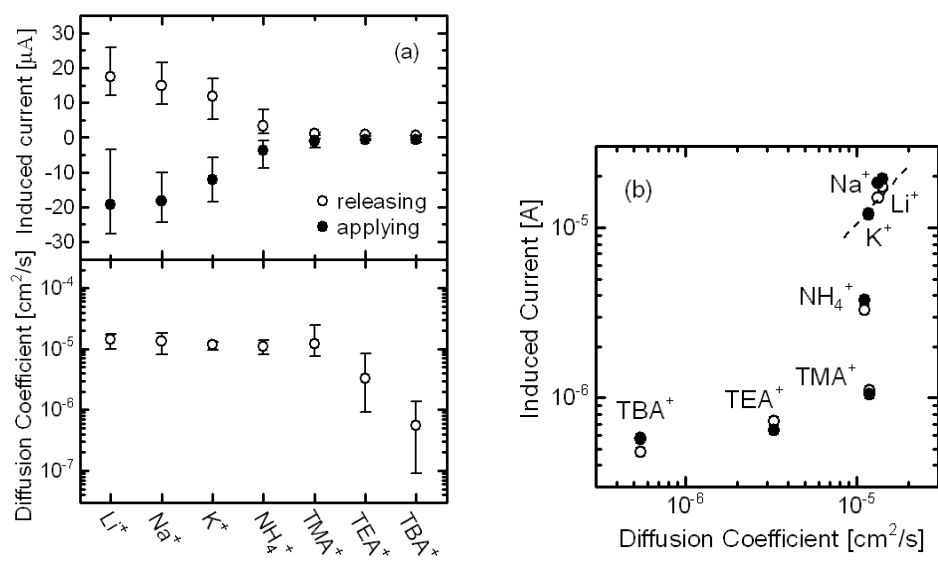 Induced current [μA]
30
20
10
0
-10
-20
-30
(a)
releasing
applying
Diffusion Coefficient [cm²/s]
10⁻⁴
10⁻⁵
10⁻⁶
10⁻⁷
Li⁺
Na⁺
K⁺
NH₄⁺
TMA⁺
TEA⁺
TBA⁺
(b)
Induced Current [A]
10⁻⁵
10⁻⁶
Na⁺
Li⁺
K⁺
NH₄⁺
TMA⁺
TEA⁺
TBA⁺
10⁻⁶
10⁻⁵
Diffusion Coefficient [cm²/s]